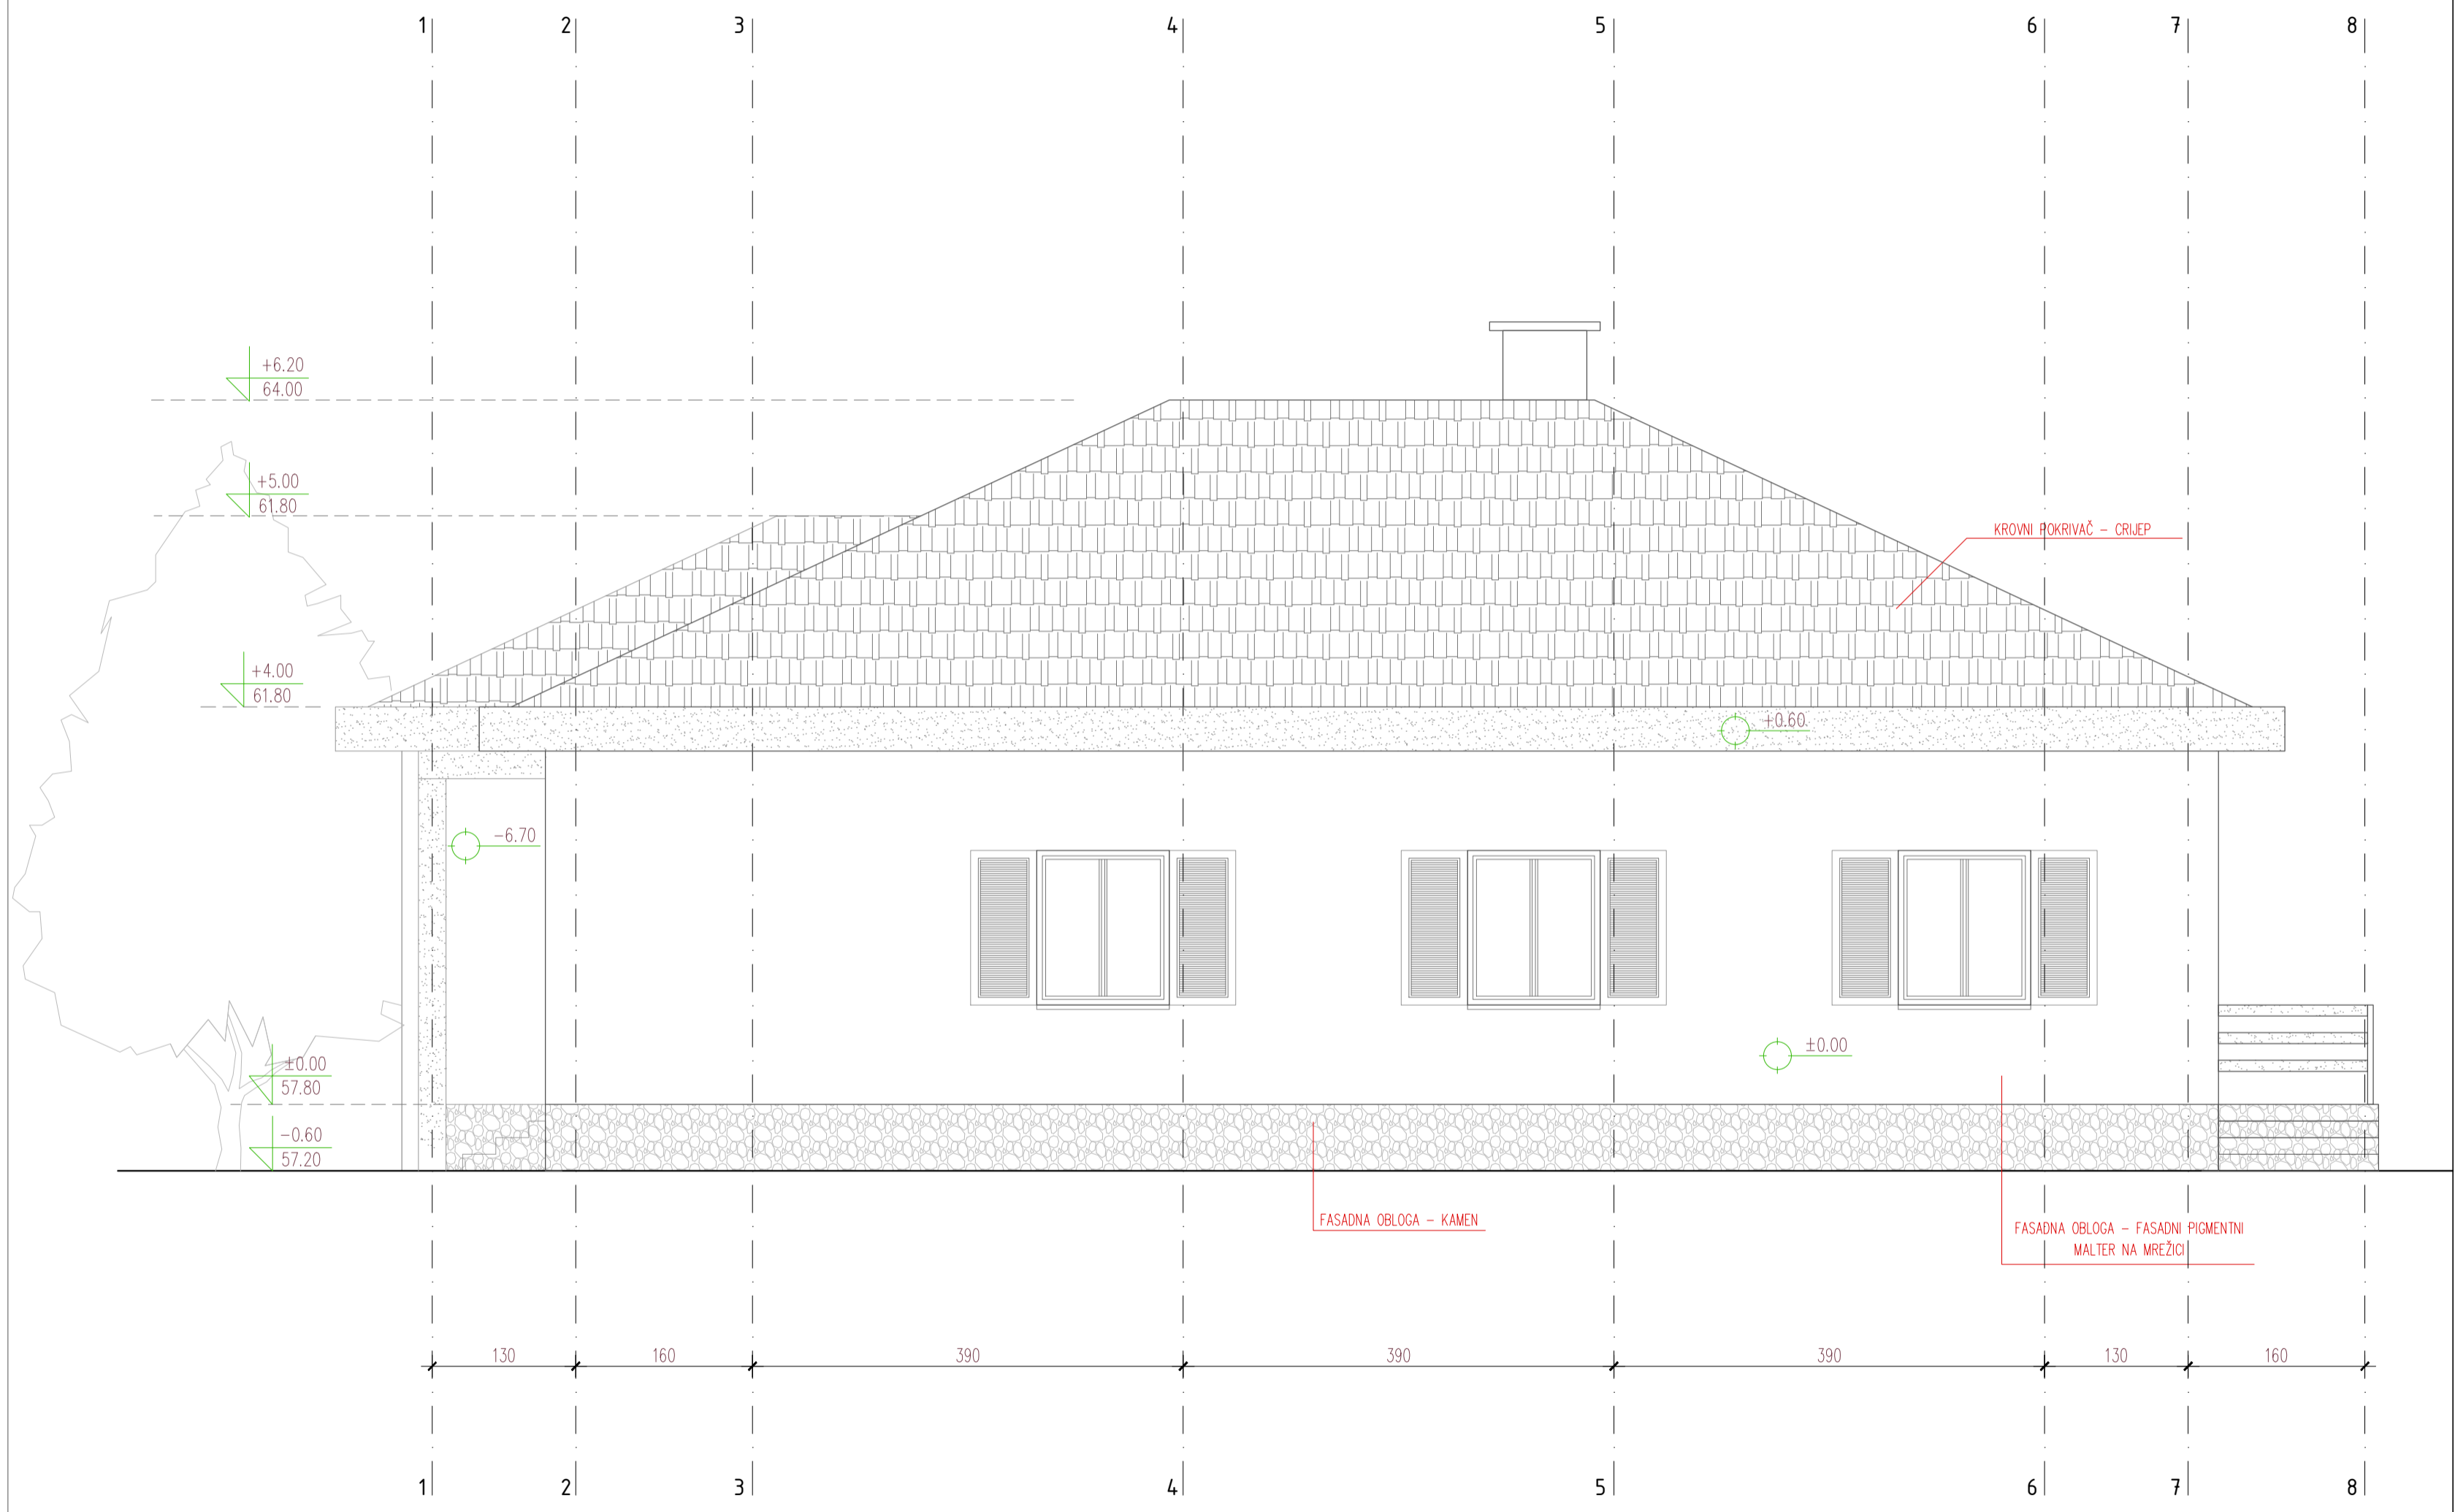 1 2 3 4 5 6 7 8
+6.20
64.00
+5.00
61.80
KROVNI POKRIVAČ - CRIJEP
+4.00
61.80
+0.60
-6.70
±0.00
±0.00
57.80
-0.60
57.20
FASADNA OBLOGA - KAMEN
FASADNA OBLOGA - FASADNI PIGMENTNI
MALTER NA MREŽICI
130 160 390 390 390 130 160
1 2 3 4 5 6 7 8